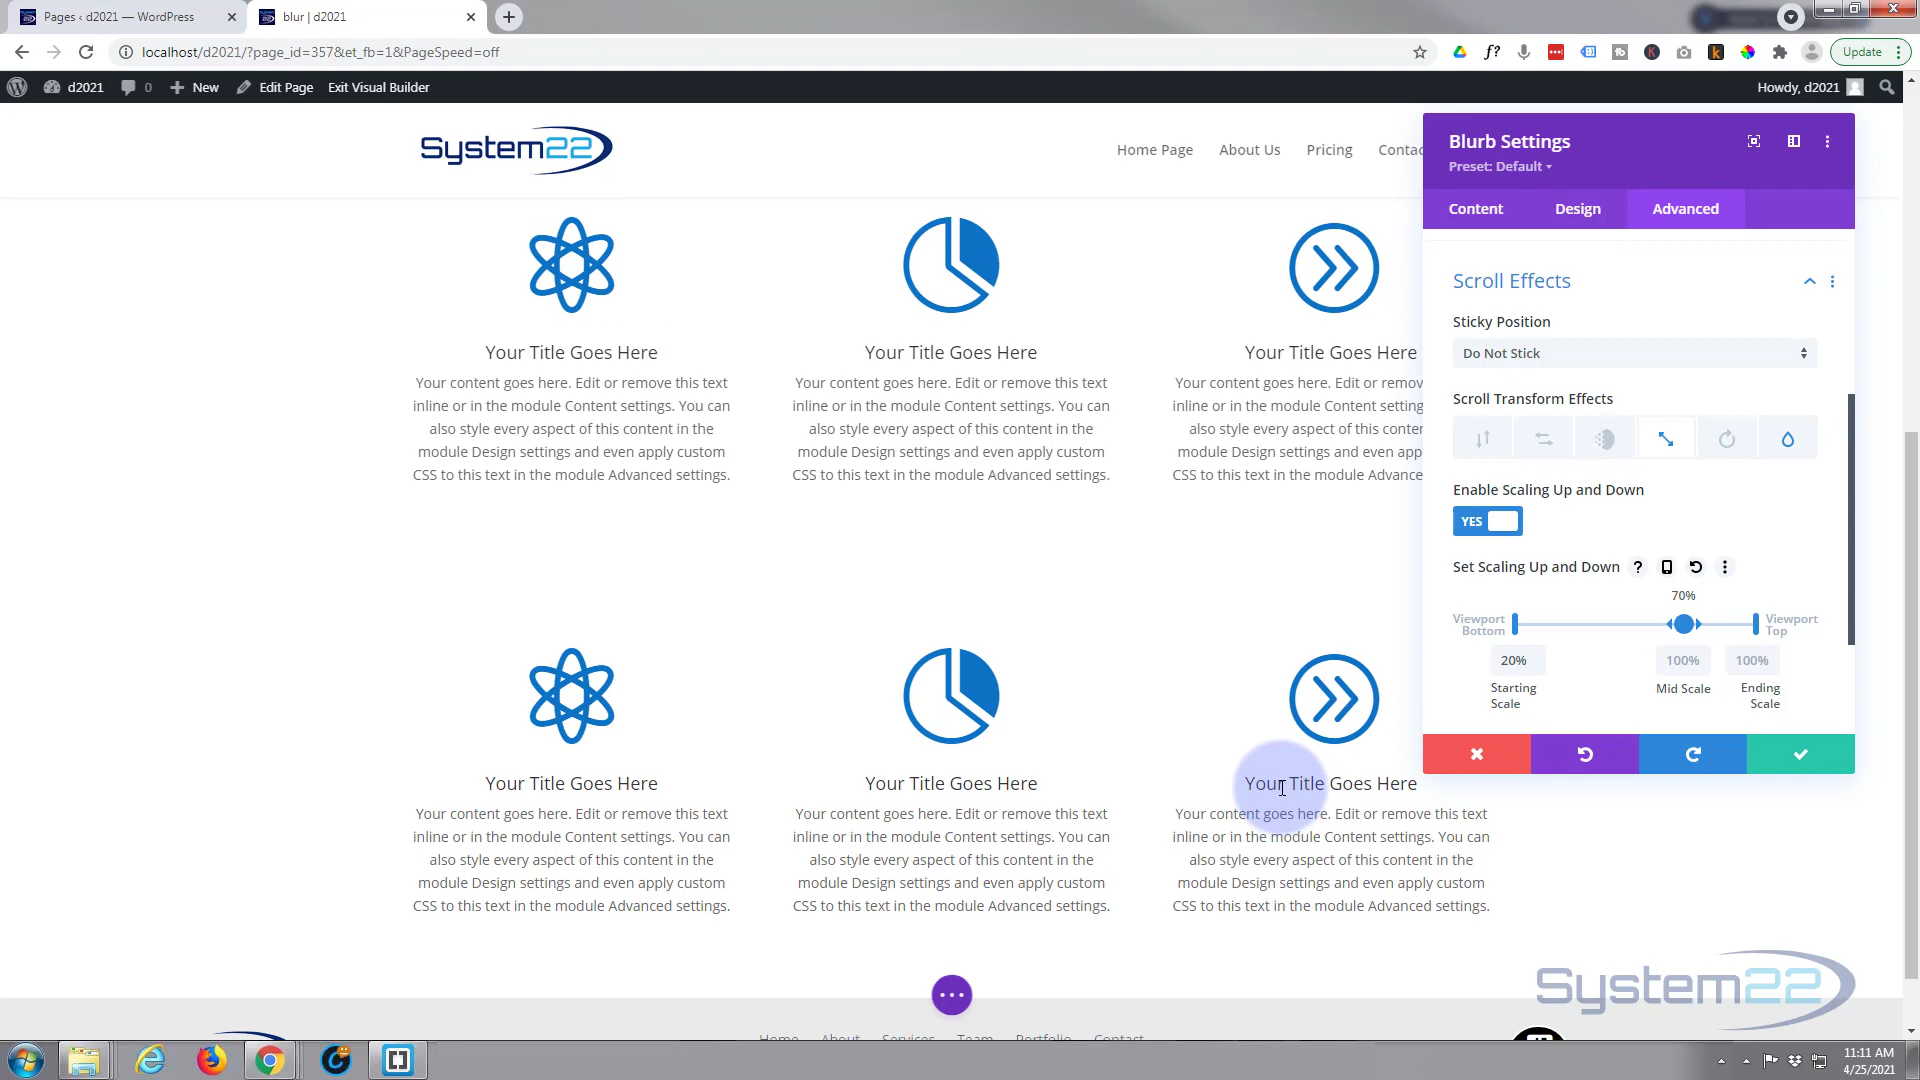 Pages ‹ d2021 — WordPress
blur | d2021
localhost/d2021/?page_id=357&et_fb=1&PageSpeed=off
Update
d2021
0
New
Edit Page
Exit Visual Builder
Howdy, d2021
System22
Home Page
About Us
Pricing
Contac
Your Title Goes Here
Your content goes here. Edit or remove this text
inline or in the module Content settings. You can
also style every aspect of this content in the
module Design settings and even apply custom
CSS to this text in the module Advanced settings.
Your Title Goes Here
Your content goes here. Edit or remove this text
inline or in the module Content settings. You can
also style every aspect of this content in the
module Design settings and even apply custom
CSS to this text in the module Advanced settings.
Your Title Goes Here
Your content goes here. Edit or remov
inline or in the module Content setting
also style every aspect of this conte
module Design settings and even app
CSS to this text in the module Advance
Your Title Goes Here
Your content goes here. Edit or remove this text
inline or in the module Content settings. You can
also style every aspect of this content in the
module Design settings and even apply custom
CSS to this text in the module Advanced settings.
Your Title Goes Here
Your content goes here. Edit or remove this text
inline or in the module Content settings. You can
also style every aspect of this content in the
module Design settings and even apply custom
CSS to this text in the module Advanced settings.
Your Title Goes Here
Your content goes here. Edit or remove this text
inline or in the module Content settings. You can
also style every aspect of this content in the
module Design settings and even apply custom
CSS to this text in the module Advanced settings.
Blurb Settings
Preset: Default
Content
Design
Advanced
Scroll Effects
Sticky Position
Do Not Stick
Scroll Transform Effects
Enable Scaling Up and Down
YES
Set Scaling Up and Down
70%
Viewport
Bottom
Viewport
Top
20%
100%
100%
Starting
Scale
Mid Scale
Ending
Scale
System22
Home
About
Services
Team
Portfolio
Contact
11:11 AM
4/25/2021